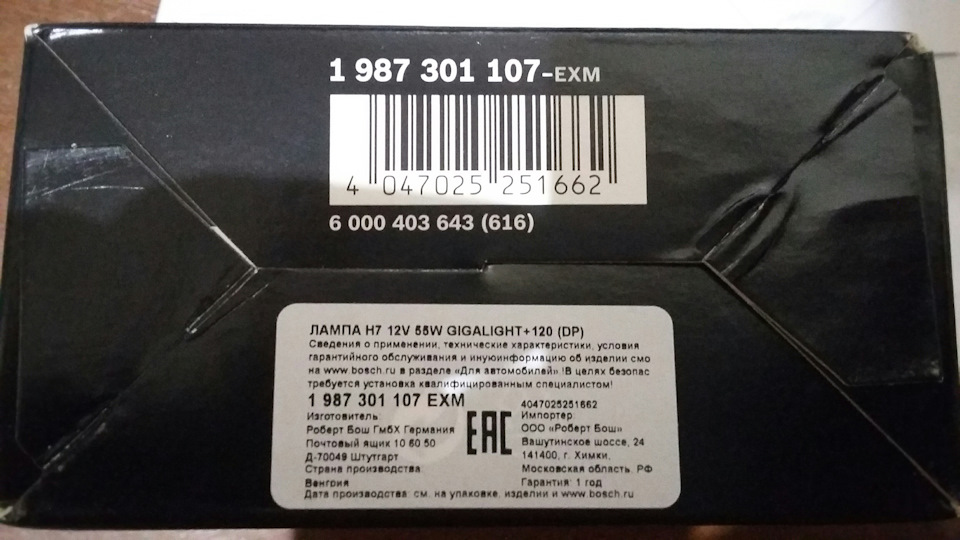 1 987 301 107-EXM
4 047025 251662
6 000 403 643 (616)
ЛАМПА H7 12V 55W GIGALIGHT+120 (DP)
Сведения о применении, технические характеристики, условия
гарантийного обслуживания и инуюинформацию об изделии смо
на www.bosch.ru в разделе «Для автомобилей» !В целях безопас
требуется установка квалифицированным специалистом!
1 987 301 107 EXM
Изготовитель:
Роберт Бош ГмбХ Германия
Почтовый ящик 10 60 50
Д-70049 Штутгарт
Страна производства:
Венгрия
EAC
4047025251662
Импортер:
ООО «Роберт Бош»
Вашутинское шоссе, 24
141400, г. Химки,
Московская область, РФ
Гарантия: 1 год
Дата производства: см. на упаковке, изделии и www.bosch.ru